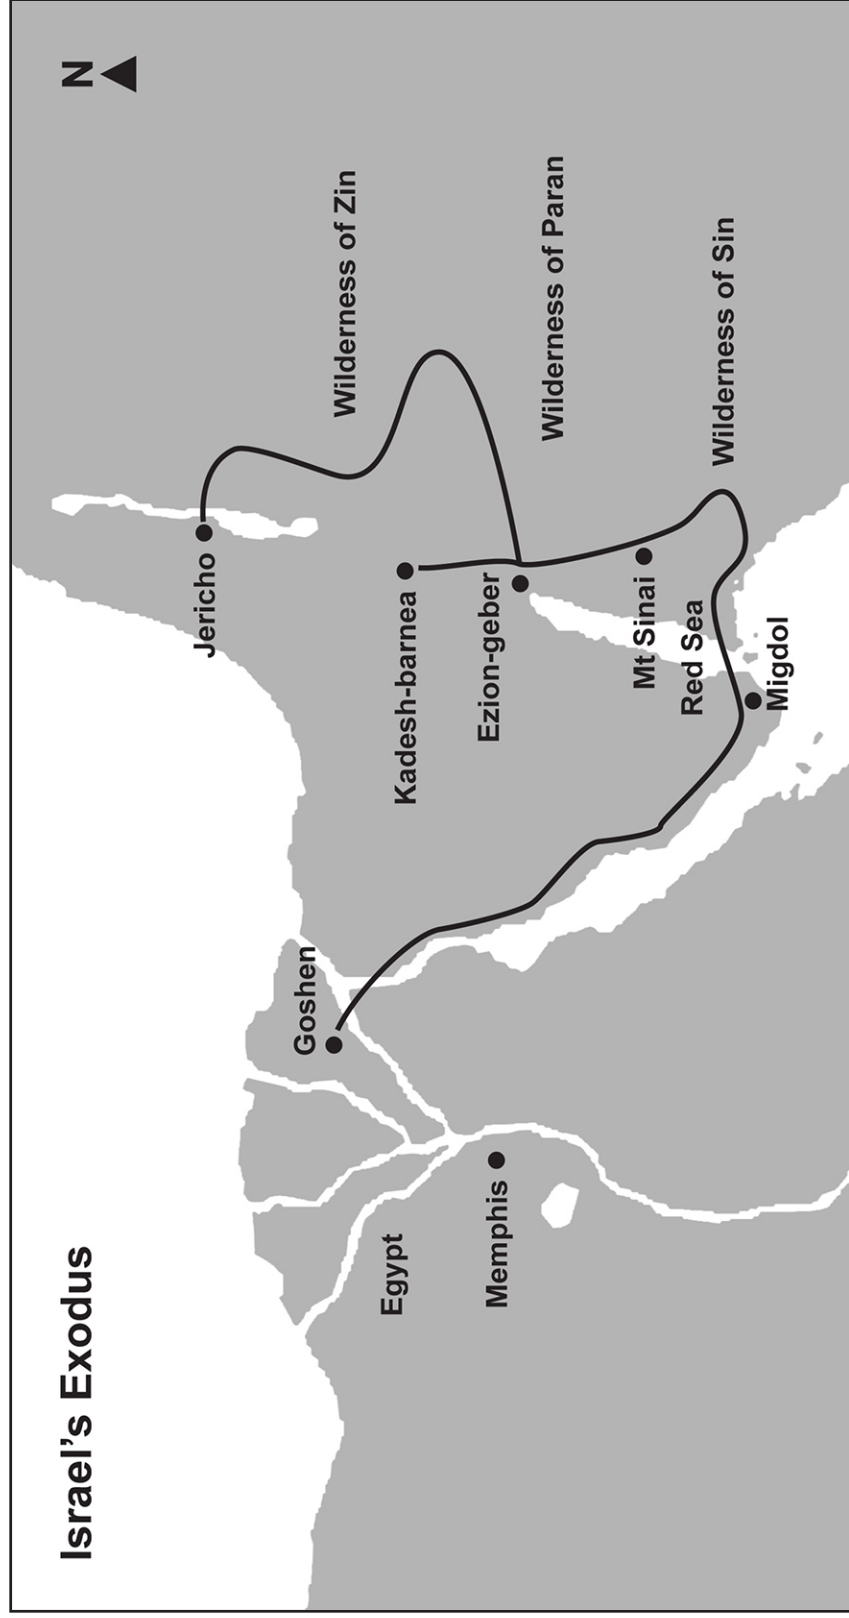 Israel’s Exodus
N
Jericho
Wilderness of Zin
Goshen
Egypt
Kadesh-barnea
Memphis
Ezion-geber
Wilderness of Paran
Mt Sinai
Red Sea
Wilderness of Sin
Migdol